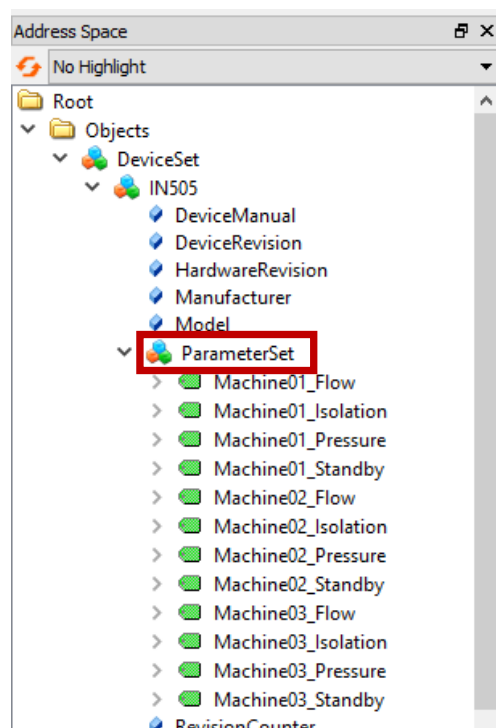 Address Space
No Highlight
Root
Objects
DeviceSet
IN505
DeviceManual
DeviceRevision
HardwareRevision
Manufacturer
Model
ParameterSet
Machine01_Flow
Machine01_Isolation
Machine01_Pressure
Machine01_Standby
Machine02_Flow
Machine02_Isolation
Machine02_Pressure
Machine02_Standby
Machine03_Flow
Machine03_Isolation
Machine03_Pressure
Machine03_Standby
RevisionCounter